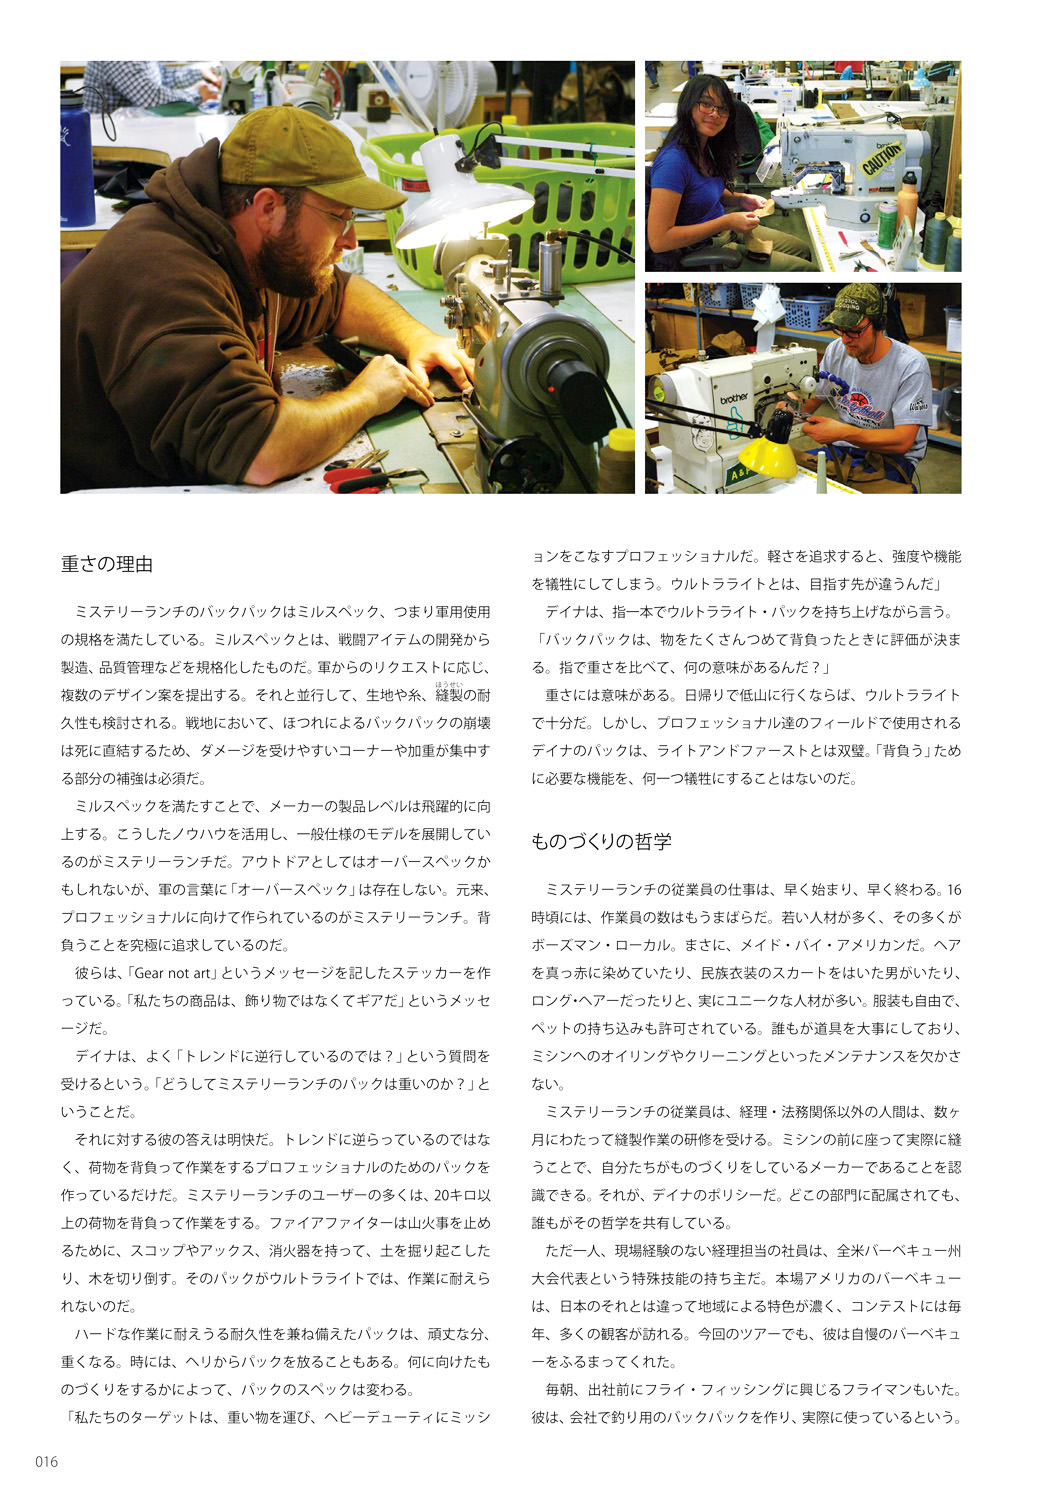 brother
CAUTION
brother
A&P
重さの理由
ミステリーランチのバックパックはミルスペック、つまり軍用使用
の規格を満たしている。ミルスペックとは、戦闘アイテムの開発から
製造、品質管理などを規格化したものだ。軍からのリクエストに応じ、
複数のデザイン案を提出する。それと並行して、生地や糸、縫製の耐
ほうせい
久性も検討される。戦地において、ほつれによるバックパックの崩壊
は死に直結するため、ダメージを受けやすいコーナーや加重が集中す
る部分の補強は必須だ。
ミルスペックを満たすことで、メーカーの製品レベルは飛躍的に向
上する。こうしたノウハウを活用し、一般仕様のモデルを展開してい
るのがミステリーランチだ。アウトドアとしてはオーバースペックか
もしれないが、軍の言葉に「オーバースペック」は存在しない。元来、
プロフェッショナルに向けて作られているのがミステリーランチ。背
負うことを究極に追求しているのだ。
彼らは、「Gear not art」というメッセージを記したステッカーを作
っている。「私たちの商品は、飾り物ではなくてギアだ」というメッセ
ージだ。
デイナは、よく「トレンドに逆行しているのでは？」という質問を
受けるという。「どうしてミステリーランチのパックは重いのか？」と
いうことだ。
それに対する彼の答えは明快だ。トレンドに逆らっているのではな
く、荷物を背負って作業をするプロフェッショナルのためのパックを
作っているだけだ。ミステリーランチのユーザーの多くは、20キロ以
上の荷物を背負って作業をする。ファイアファイターは山火事を止め
るために、スコップやアックス、消火器を持って、土を掘り起こした
り、木を切り倒す。そのパックがウルトラライトでは、作業に耐えら
れないのだ。
ハードな作業に耐えうる耐久性を兼ね備えたパックは、頑丈な分、
重くなる。時には、ヘリからパックを放ることもある。何に向けたも
のづくりをするかによって、パックのスペックは変わる。
「私たちのターゲットは、重い物を運び、ヘビーデューティにミッシ
ョンをこなすプロフェッショナルだ。軽さを追求すると、強度や機能
を犠牲にしてしまう。ウルトラライトとは、目指す先が違うんだ」
デイナは、指一本でウルトラライト・パックを持ち上げながら言う。
「バックパックは、物をたくさんつめて背負ったときに評価が決ま
る。指で重さを比べて、何の意味があるんだ？」
重さには意味がある。日帰りで低山に行くならば、ウルトラライト
で十分だ。しかし、プロフェッショナル達のフィールドで使用される
デイナのパックは、ライトアンドファーストとは双璧。「背負う」ため
に必要な機能を、何一つ犠牲にすることはないのだ。
ものづくりの哲学
ミステリーランチの従業員の仕事は、早く始まり、早く終わる。16
時頃には、作業員の数はもうまばらだ。若い人材が多く、その多くが
ボーズマン・ローカル。まさに、メイド・バイ・アメリカンだ。ヘア
を真っ赤に染めていたり、民族衣装のスカートをはいた男がいたり、
ロング・ヘアーだったりと、実にユニークな人材が多い。服装も自由で、
ペットの持ち込みも許可されている。誰もが道具を大事にしており、
ミシンへのオイリングやクリーニングといったメンテナンスを欠かさ
ない。
ミステリーランチの従業員は、経理・法務関係以外の人間は、数ヶ
月にわたって縫製作業の研修を受ける。ミシンの前に座って実際に縫
うことで、自分たちがものづくりをしているメーカーであることを認
識できる。それが、デイナのポリシーだ。どこの部門に配属されても、
誰もがその哲学を共有している。
ただ一人、現場経験のない経理担当の社員は、全米バーベキュー州
大会代表という特殊技能の持ち主だ。本場アメリカのバーベキュー
は、日本のそれとは違って地域による特色が濃く、コンテストには毎
年、多くの観客が訪れる。今回のツアーでも、彼は自慢のバーベキュ
ーをふるまってくれた。
毎朝、出社前にフライ・フィッシングに興じるフライマンもいた。
彼は、会社で釣り用のバックパックを作り、実際に使っているという。
016